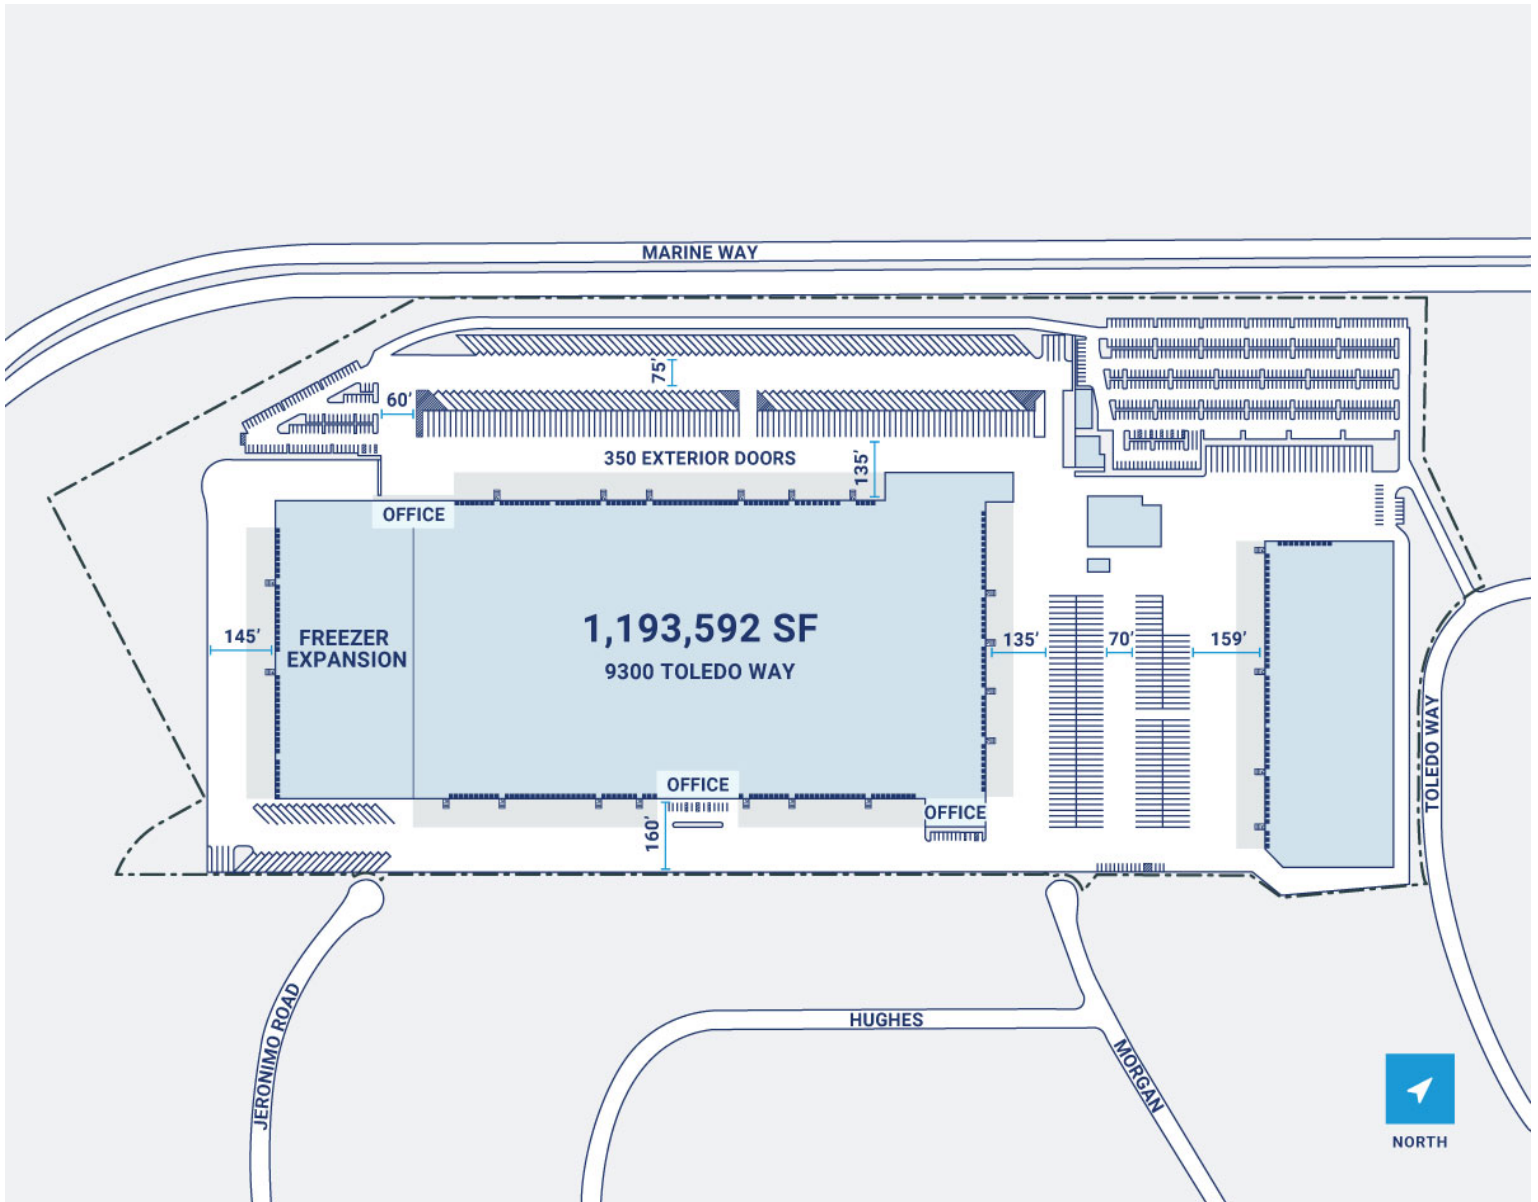 MARINE WAY
75’
60’
350 EXTERIOR DOORS
135’
OFFICE
1,193,592 SF
9300 TOLEDO WAY
145’
FREEZER
EXPANSION
135’
70’
159’
OFFICE
OFFICE
160’
TOLEDO WAY
JERONIMO ROAD
HUGHES
MORGAN
NORTH